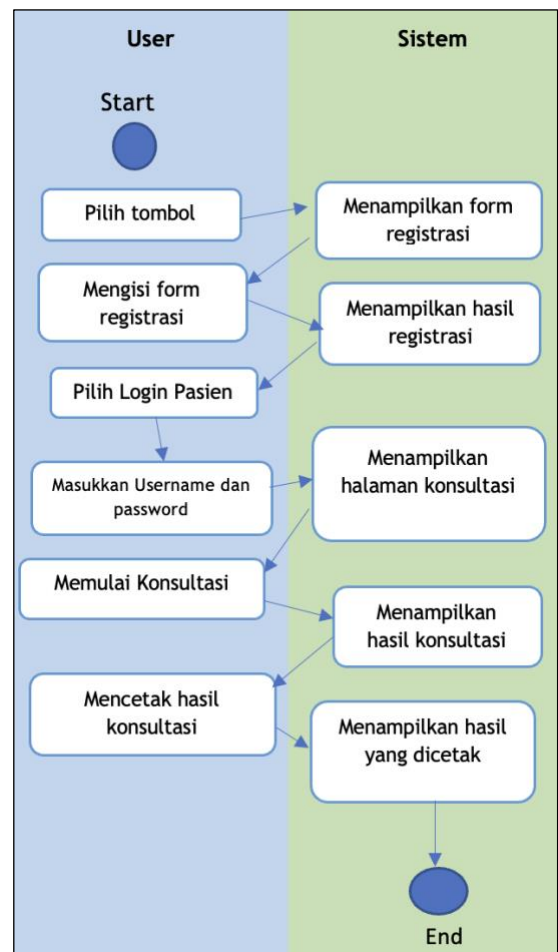 User
Sistem
Start
Pilih tombol
Menampilkan form
registrasi
Mengisi form
registrasi
Menampilkan hasil
registrasi
Pilih Login Pasien
Masukkan Username dan
password
Menampilkan
halaman konsultasi
Memulai Konsultasi
Menampilkan
hasil konsultasi
Mencetak hasil
konsultasi
Menampilkan hasil
yang dicetak
End